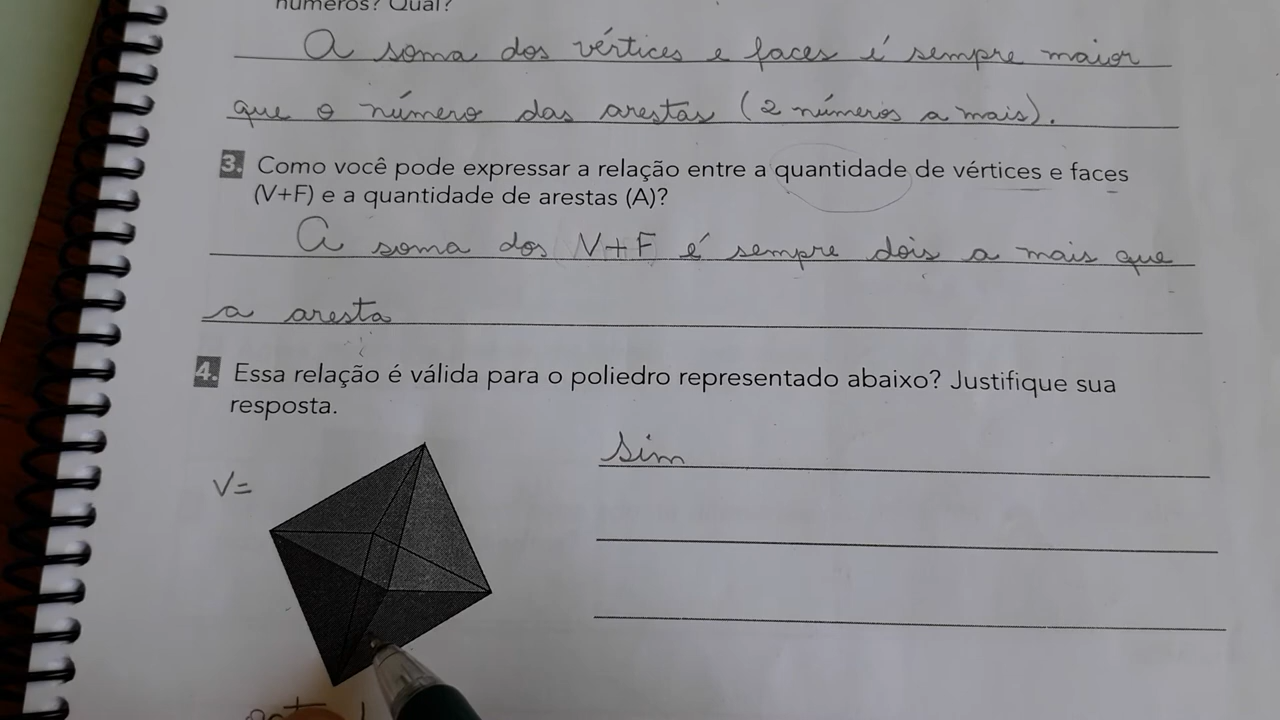 números? Qual?
A soma dos vértices e faces é sempre maior
que o número das arestas (2 números a mais).
3. Como você pode expressar a relação entre a quantidade de vértices e faces
(V+F) e a quantidade de arestas (A)?
A soma dos V+F é sempre dois a mais que
a aresta
4. Essa relação é válida para o poliedro representado abaixo? Justifique sua
resposta.
sim
V=